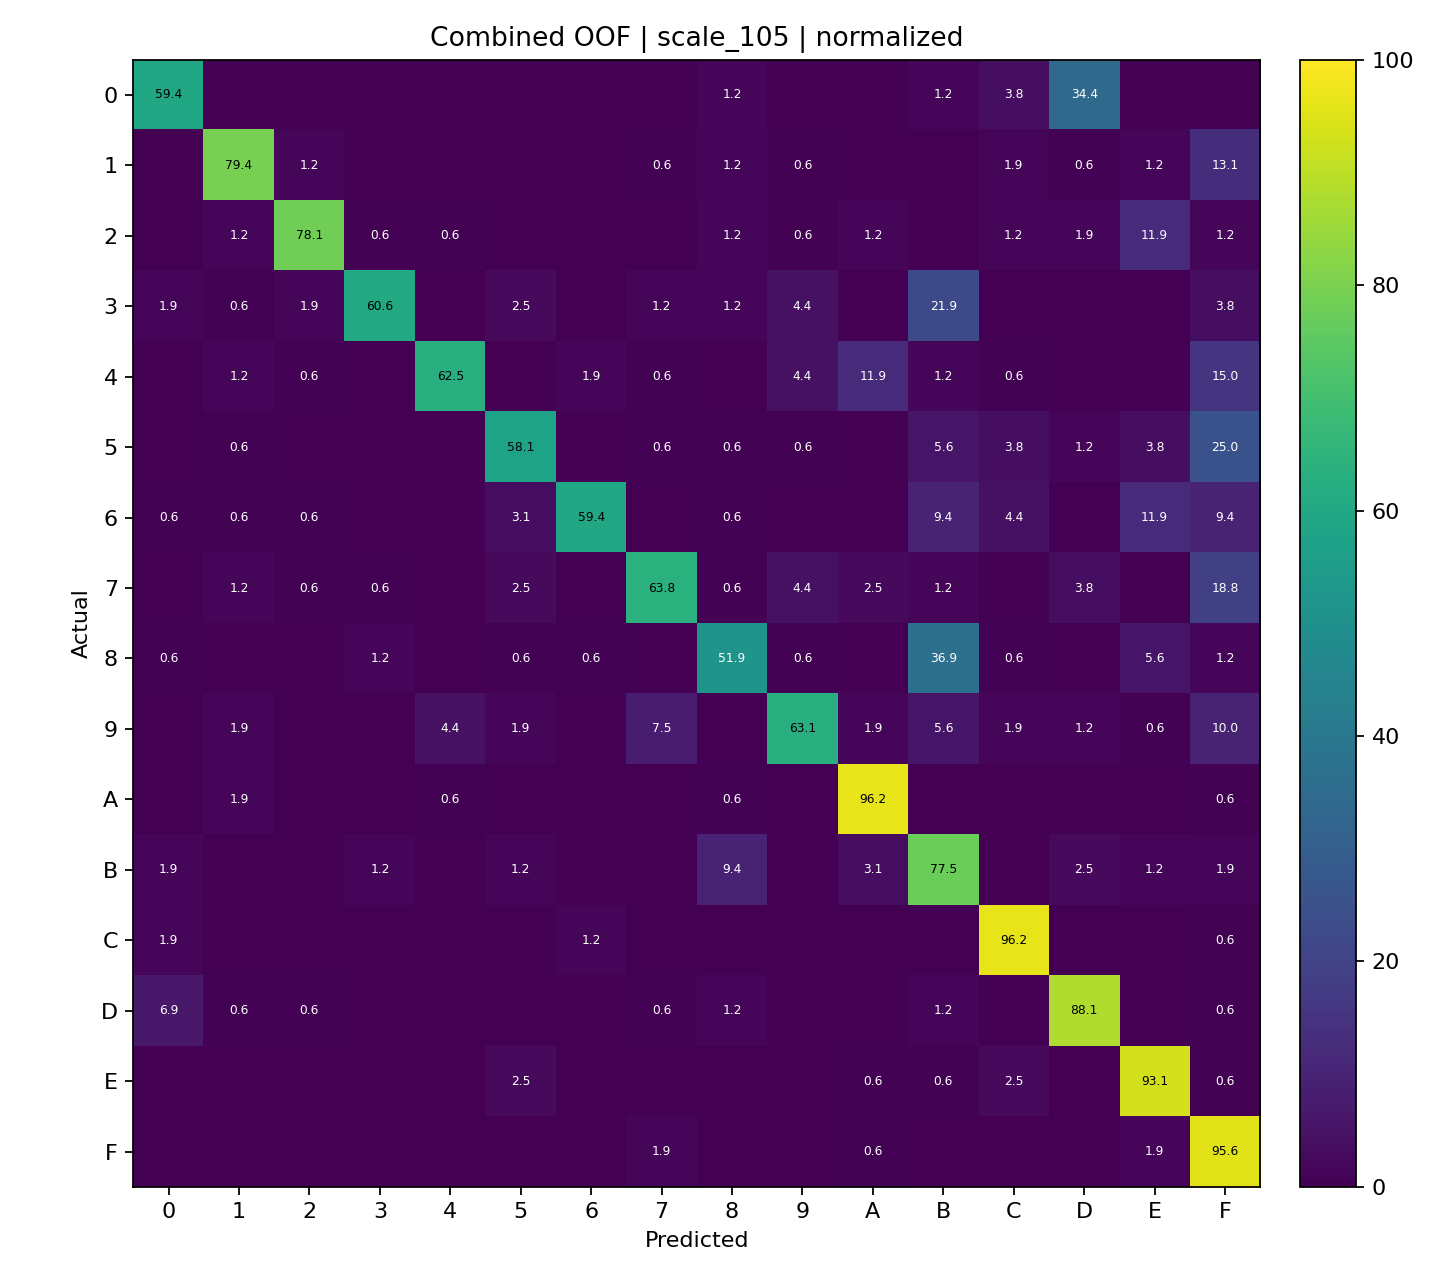 Combined OOF | scale_105 | normalized
0 59.4 1.2 1.2 3.8 34.4 100
1 79.4 1.2 0.6 1.2 0.6 1.9 0.6 1.2 13.1
2 1.2 78.1 0.6 0.6 1.2 0.6 1.2 1.2 1.9 11.9 1.2
80
3 1.9 0.6 1.9 60.6 2.5 1.2 1.2 4.4 21.9 3.8
4 1.2 0.6 62.5 1.9 0.6 4.4 11.9 1.2 0.6 15.0
5 0.6 58.1 0.6 0.6 0.6 5.6 3.8 1.2 3.8 25.0
6 0.6 0.6 0.6 3.1 59.4 0.6 9.4 4.4 11.9 9.4
60
7 1.2 0.6 0.6 2.5 63.8 0.6 4.4 2.5 1.2 3.8 18.8
Actual
8 0.6 1.2 0.6 0.6 51.9 0.6 36.9 0.6 5.6 1.2
9 1.9 4.4 1.9 7.5 63.1 1.9 5.6 1.9 1.2 0.6 10.0
40
A 1.9 0.6 0.6 96.2 0.6
B 1.9 1.2 1.2 9.4 3.1 77.5 2.5 1.2 1.9
C 1.9 1.2 96.2 0.6
20
D 6.9 0.6 0.6 0.6 1.2 1.2 88.1 0.6
E 2.5 0.6 0.6 2.5 93.1 0.6
F 1.9 0.6 1.9 95.6
0
0 1 2 3 4 5 6 7 8 9 A B C D E F
Predicted